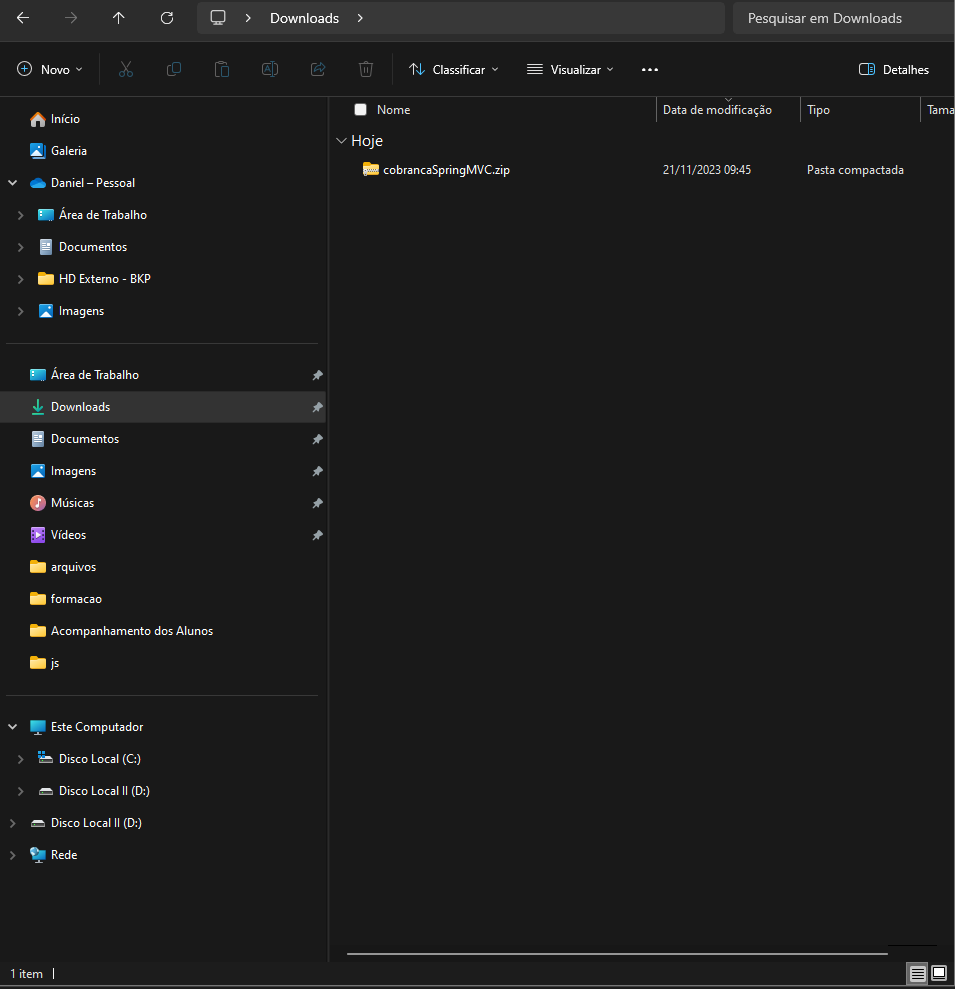 Downloads
Pesquisar em Downloads
Novo
Classificar
Visualizar
Detalhes
Início
Galeria
Daniel – Pessoal
Área de Trabalho
Documentos
HD Externo - BKP
Imagens
Área de Trabalho
Downloads
Documentos
Imagens
Músicas
Vídeos
arquivos
formacao
Acompanhamento dos Alunos
js
Este Computador
Disco Local (C:)
Disco Local II (D:)
Disco Local II (D:)
Rede
Nome Data de modificação Tipo Tama
Hoje
cobrancaSpringMVC.zip 21/11/2023 09:45 Pasta compactada
1 item